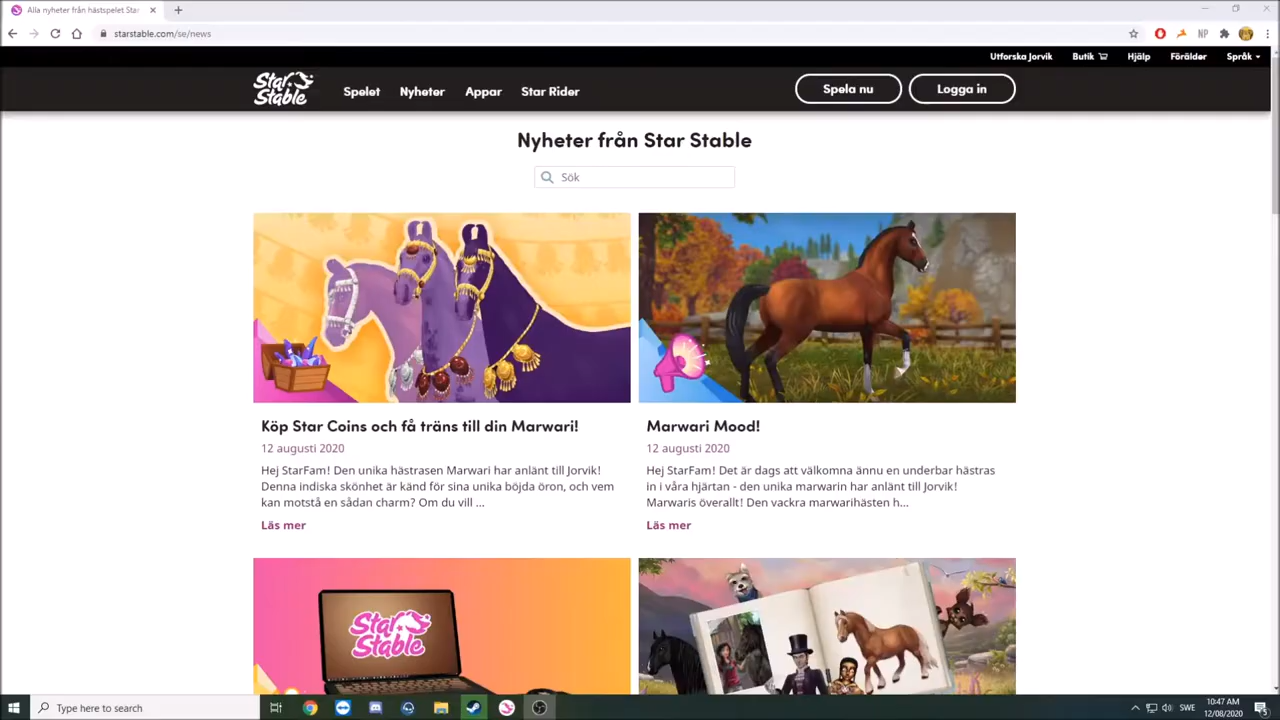 Alla nyheter från hästspelet Star
starstable.com/se/news
NP
Utforska Jorvik Butik Hjälp Förälder Språk
Star Stable
Spelet Nyheter Appar Star Rider
Spela nu Logga in
Nyheter från Star Stable
Sök
Köp Star Coins och få träns till din Marwari!
12 augusti 2020
Hej StarFam! Den unika hästrasen Marwari har anlänt till Jorvik!
Denna indiska skönhet är känd för sina unika böjda öron, och vem
kan motstå en sådan charm? Om du vill ...
Läs mer
Marwari Mood!
12 augusti 2020
Hej StarFam! Det är dags att välkomna ännu en underbar hästras
in i våra hjärtan - den unika marwarin har anlänt till Jorvik!
Marwaris överallt! Den vackra marwarihästen h...
Läs mer
Star
Stable
Type here to search
SWE
10:47 AM
12/08/2020
5